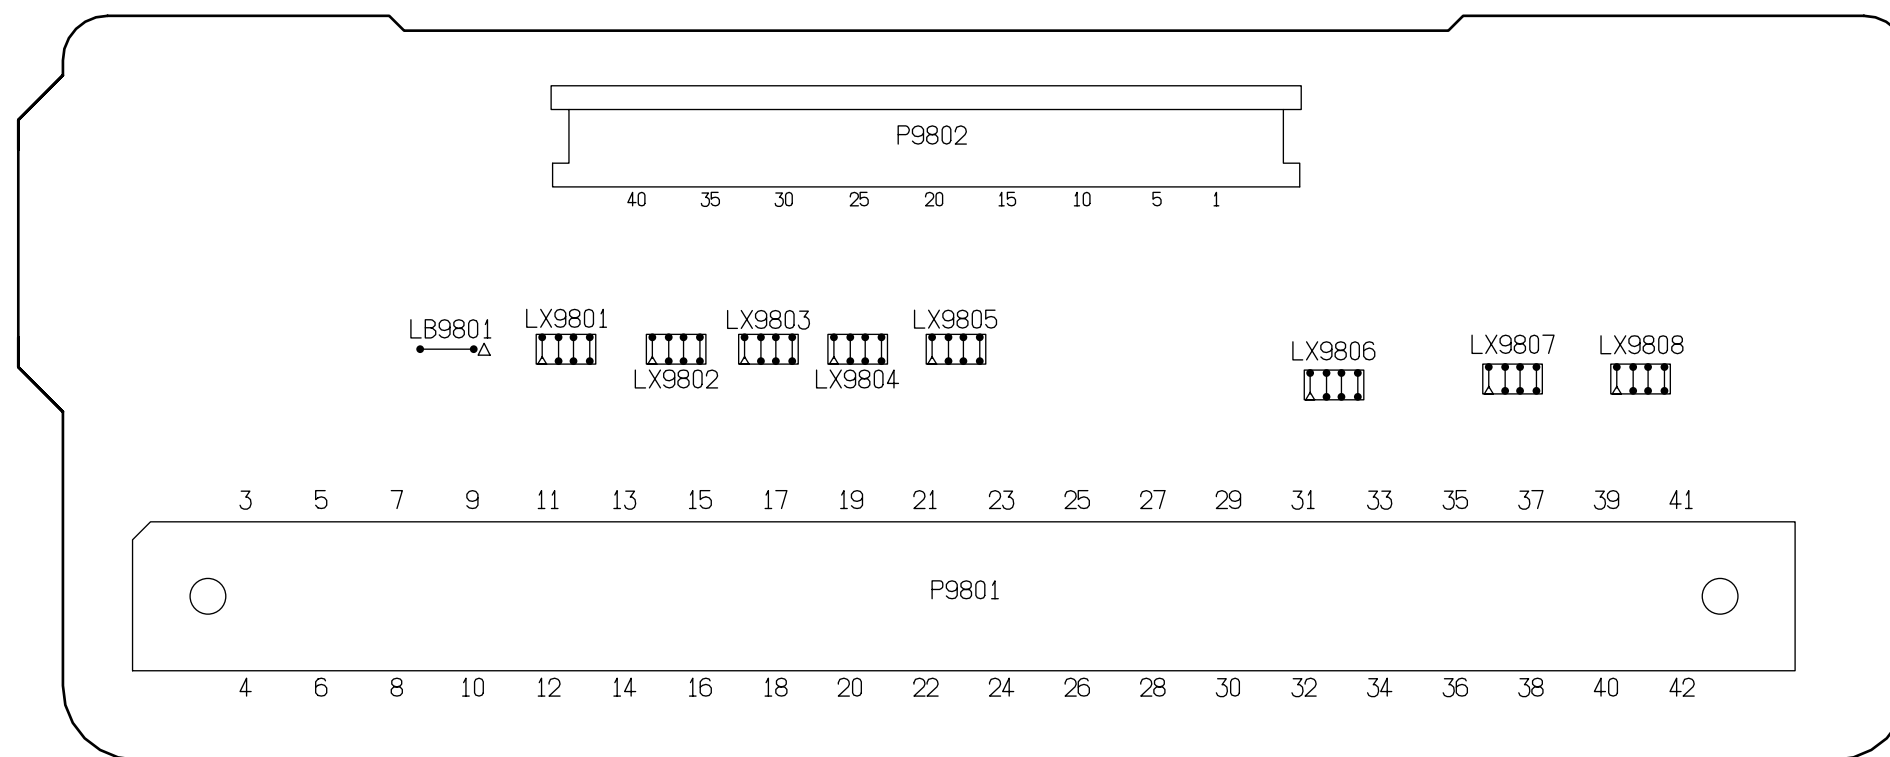 P9802
40 35 30 25 20 15 10 5 1
LB9801 LX9801 LX9803 LX9805
LX9802 LX9804
LX9806 LX9807 LX9808
3 5 7 9 11 13 15 17 19 21 23 25 27 29 31 33 35 37 39 41
P9801
4 6 8 10 12 14 16 18 20 22 24 26 28 30 32 34 36 38 40 42